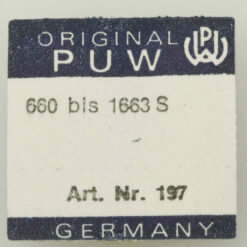 ORIGINAL
PUW
PUW
660 bis 1663 S
Art. Nr. 197
GERMANY